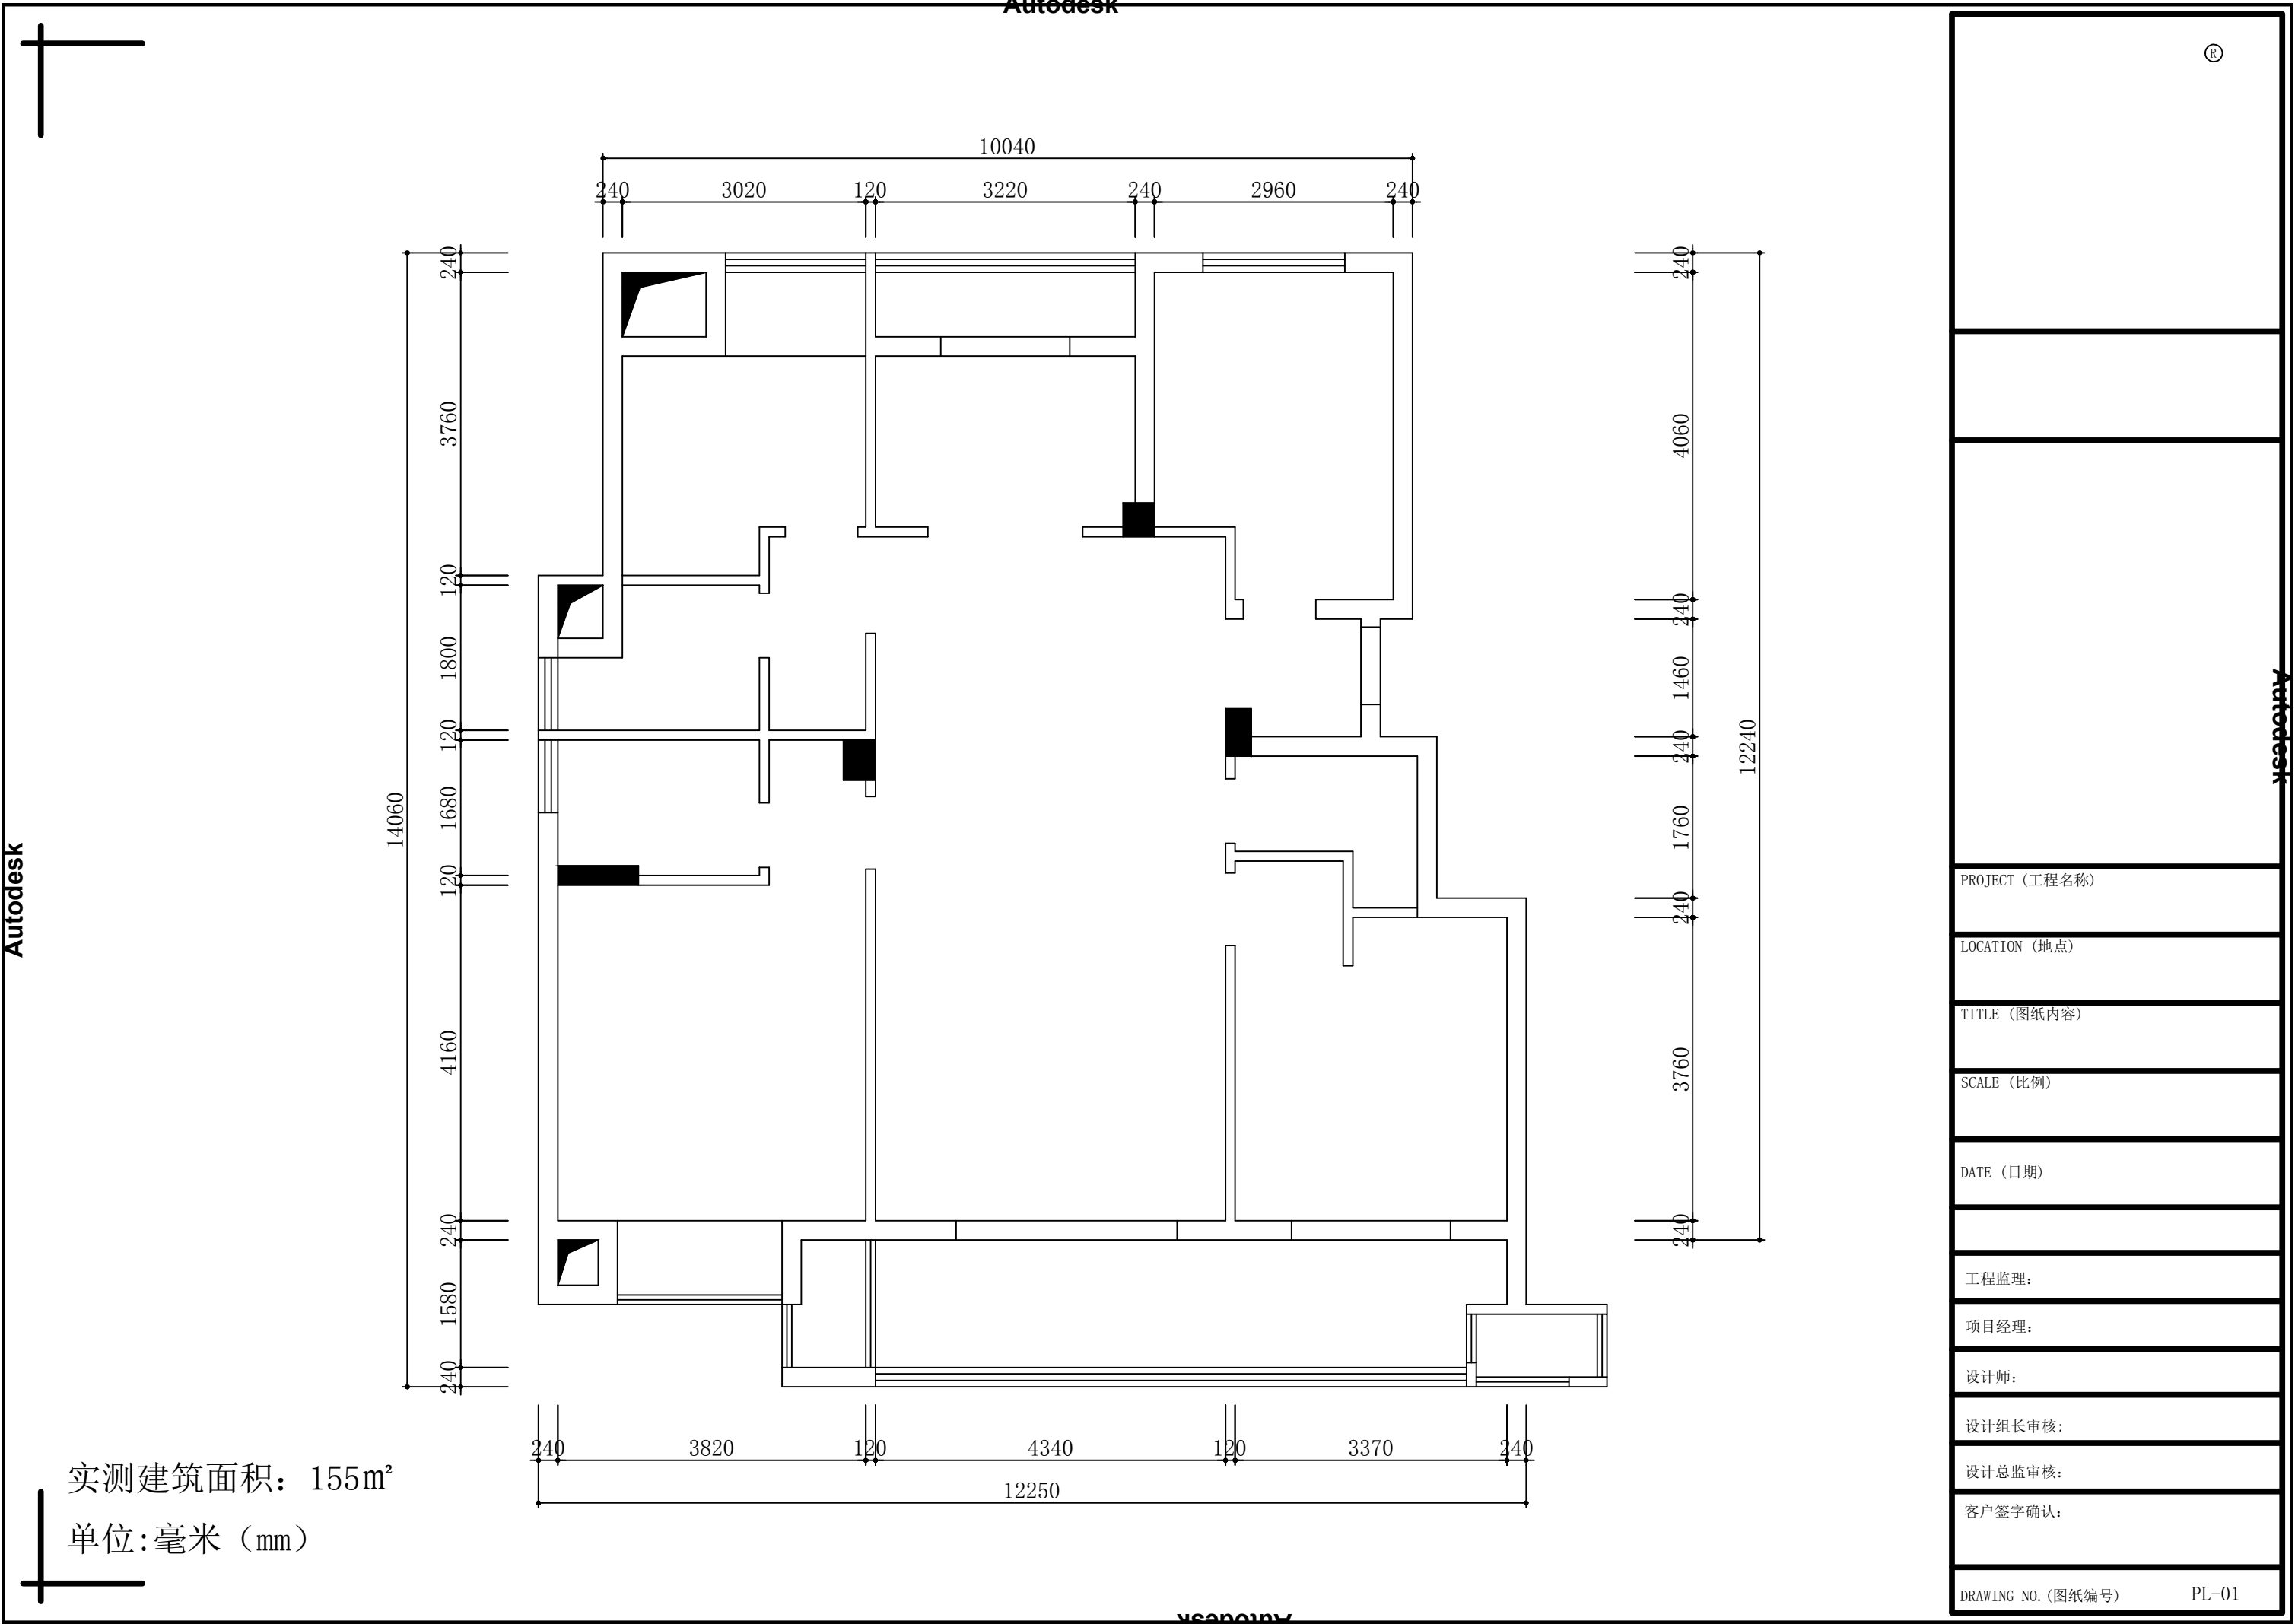 Autodesk
®
10040
240 3020 120 3220 240 2960 240
240
3760
120
1800
120
1680
120
4160
240
1580
240
14060
240
4060
240
1460
240
1760
240
3760
240
12240
Autodesk
Autodesk
240 3820 120 4340 120 3370 240
12250
实测建筑面积：155㎡
单位:毫米（mm）
PROJECT (工程名称)
LOCATION (地点)
TITLE (图纸内容)
SCALE (比例)
DATE (日期)
工程监理：
项目经理：
设计师：
设计组长审核：
设计总监审核：
客户签字确认：
DRAWING NO.(图纸编号) PL-01
Autodesk